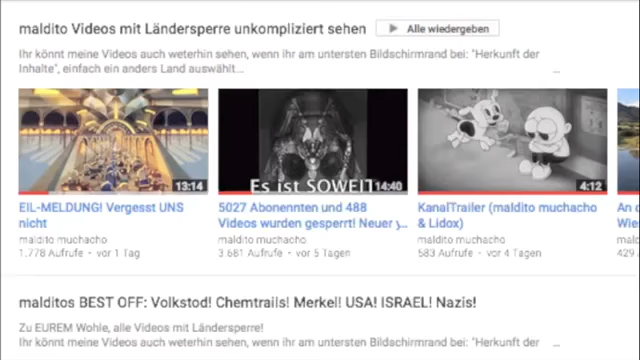 maldito Videos mit Ländersperre unkompliziert sehen
Alle wiedergeben
Ihr könnt meine Videos auch weiterhin sehen, wenn ihr am untersten Bildschirmrand bei: "Herkunft der
Inhalte", einfach ein anders Land auswählt...
...
13:14
Es ist SOWEIT
14:40
4:12
EIL-MELDUNG! Vergesst UNS
nicht
maldito muchacho
1.778 Aufrufe • vor 1 Tag
5027 Abonennten und 488
Videos wurden gesperrt! Neuer
maldito muchacho
3.681 Aufrufe • vor 5 Tagen
KanalTrailer (maldito muchacho
& Lidox)
maldito muchacho
583 Aufrufe • vor 4 Tagen
An
Wie
429
malditos BEST OFF: Volkstod! Chemtrails! Merkel! USA! ISRAEL! Nazis!
Zu EUREM Wohle, alle Videos mit Ländersperre!
Ihr könnt meine Videos auch weiterhin sehen, wenn ihr am untersten Bildschirmrand bei: "Herkunft der
...